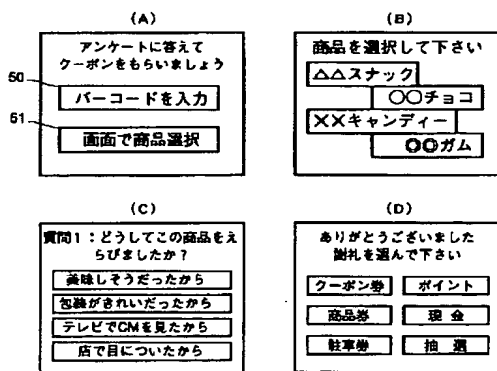 (A)
アンケートに答えて
クーポンをもらいましょう
50
バーコードを入力
51
画面で商品選択
(B)
商品を選択して下さい
△△スナック
○○チョコ
××キャンディー
◎◎ガム
(C)
質問1:どうしてこの商品をえ
らびましたか?
美味しそうだったから
包装がきれいだったから
テレビでCMを見たから
店で目についたから
(D)
ありがとうございました
謝礼を選んで下さい
クーポン券 ポイント
商品券 現金
駐車券 抽選